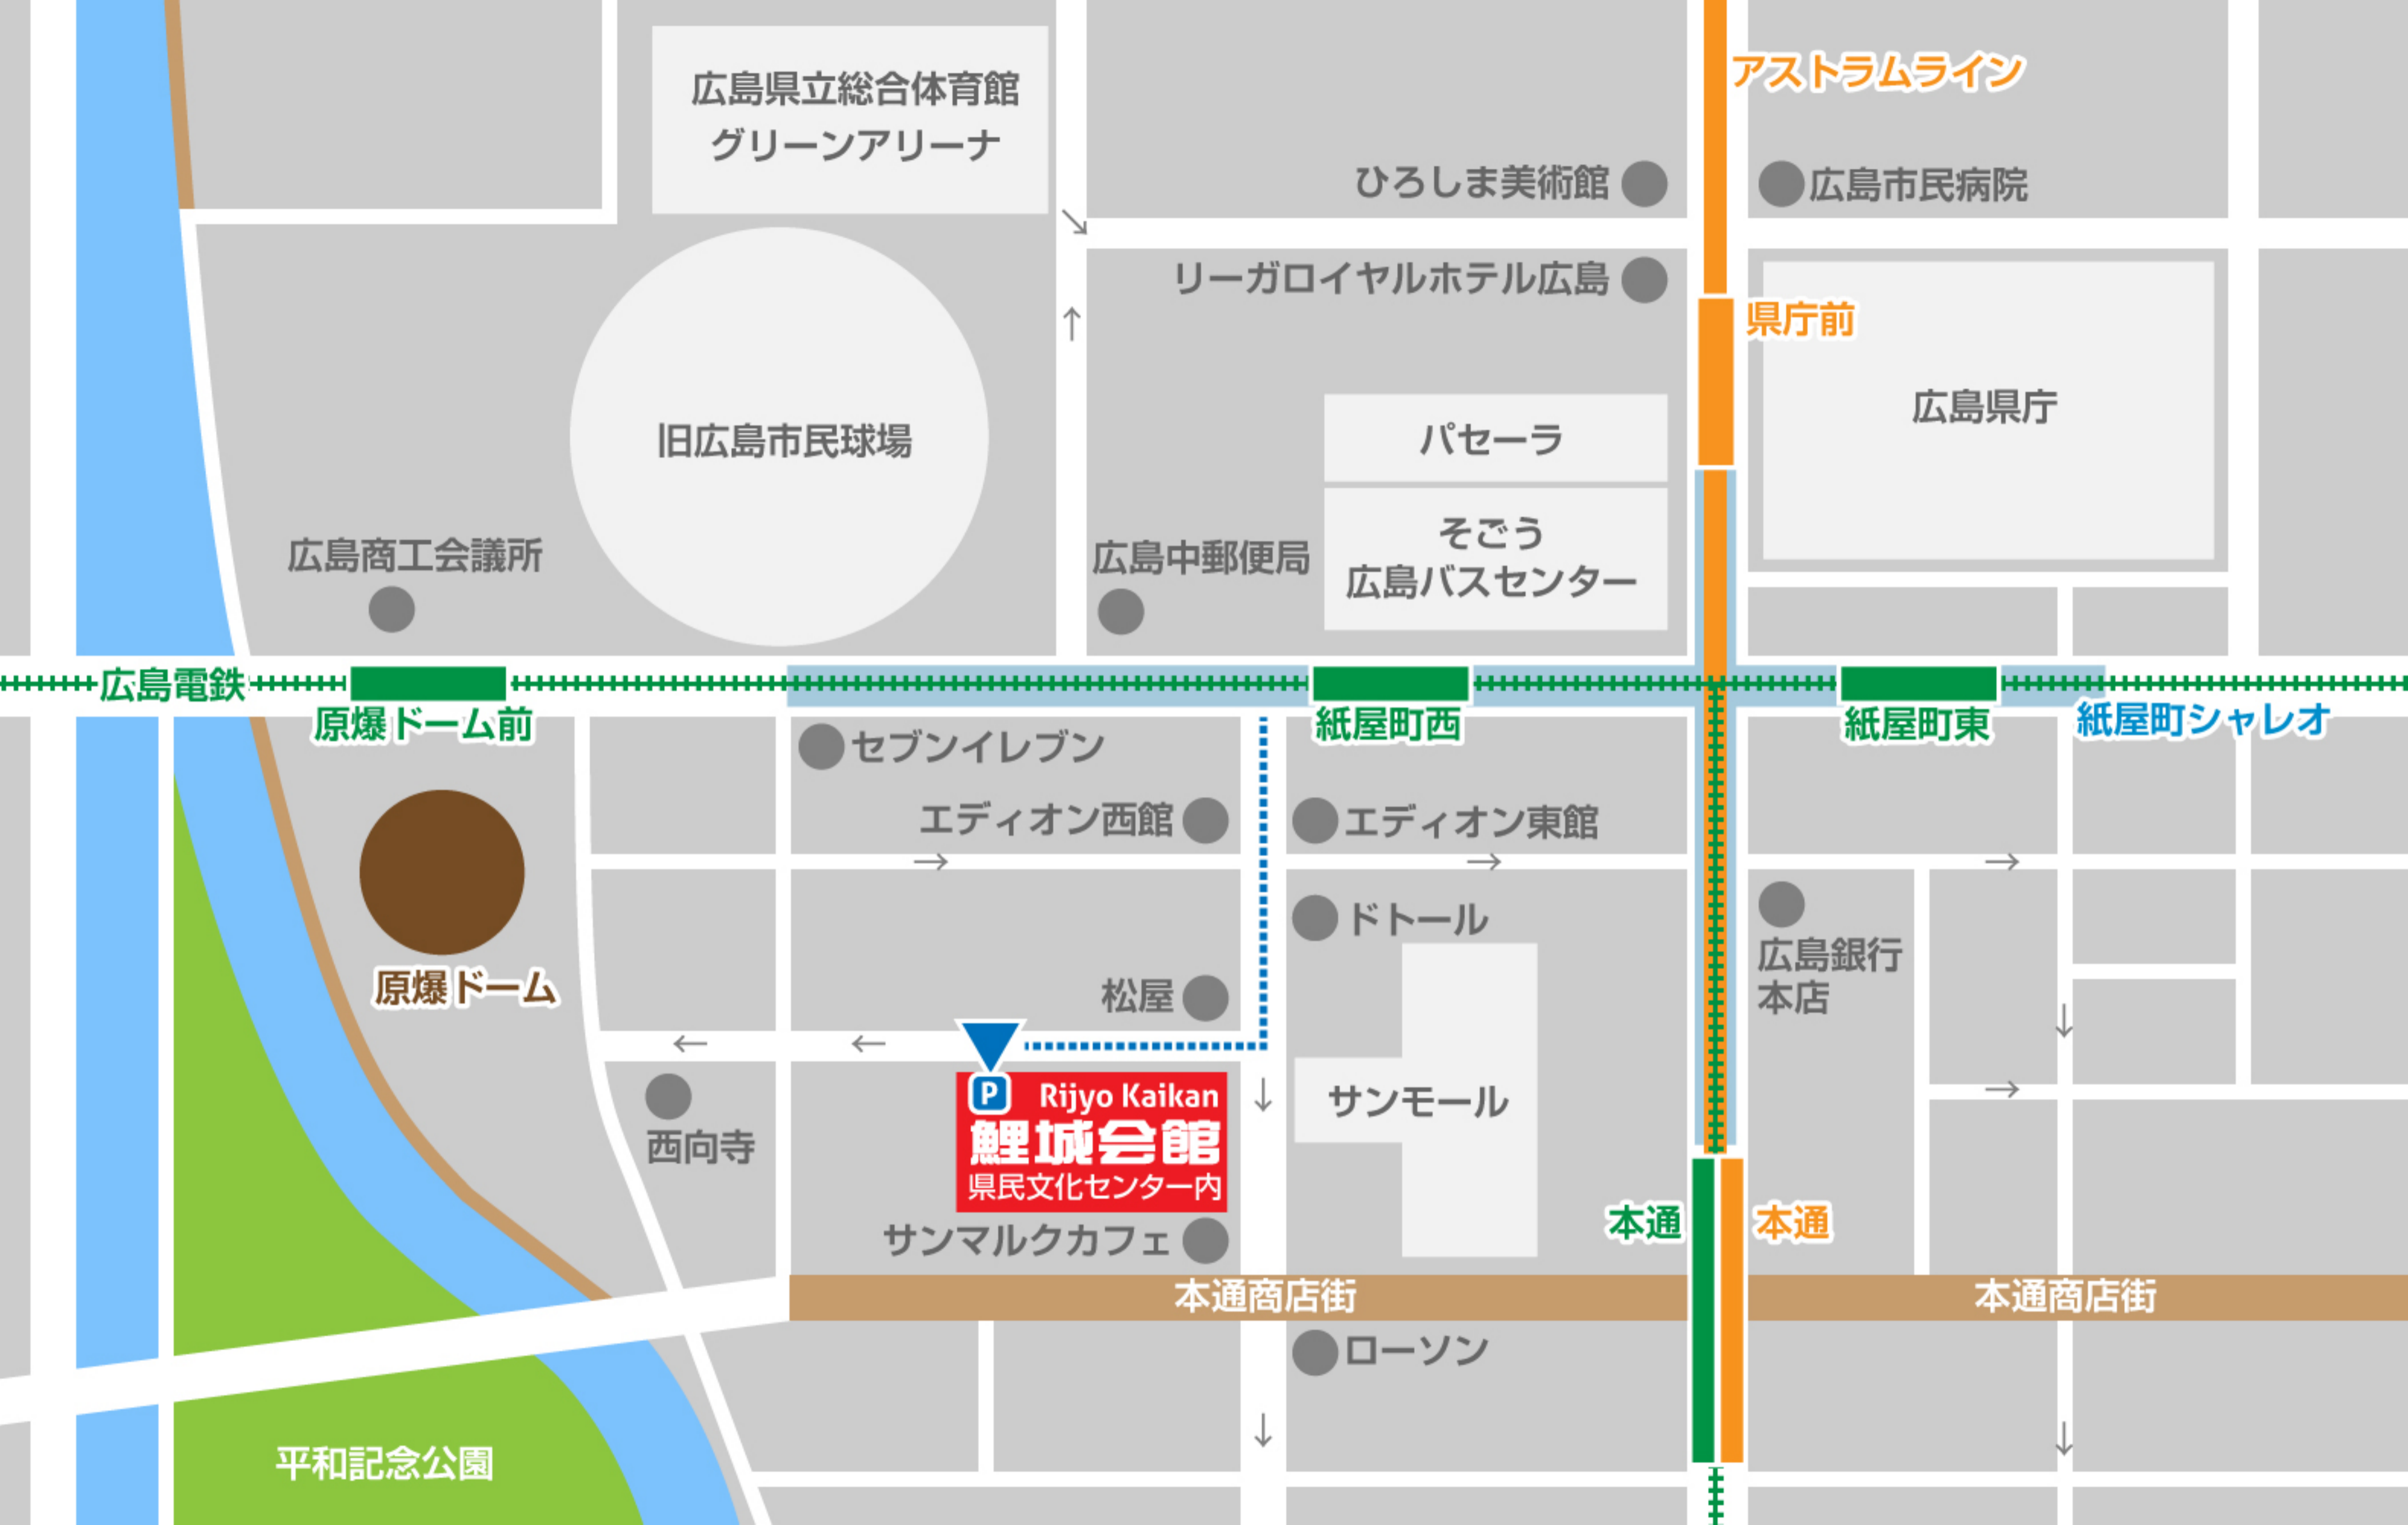 アストラムライン
広島県立総合体育館
グリーンアリーナ
ひろしま美術館
広島市民病院
リーガロイヤルホテル広島
県庁前
広島県庁
旧広島市民球場
パセーラ
そごう
広島バスセンター
広島商工会議所
広島中郵便局
広島電鉄
原爆ドーム前
紙屋町西
紙屋町東
紙屋町シャレオ
セブンイレブン
エディオン西館
エディオン東館
ドトール
広島銀行
本店
原爆ドーム
松屋
P
Rijyo Kaikan
鯉城会館
県民文化センター内
サンモール
西向寺
サンマルクカフェ
本通
本通
本通商店街
本通商店街
ローソン
平和記念公園